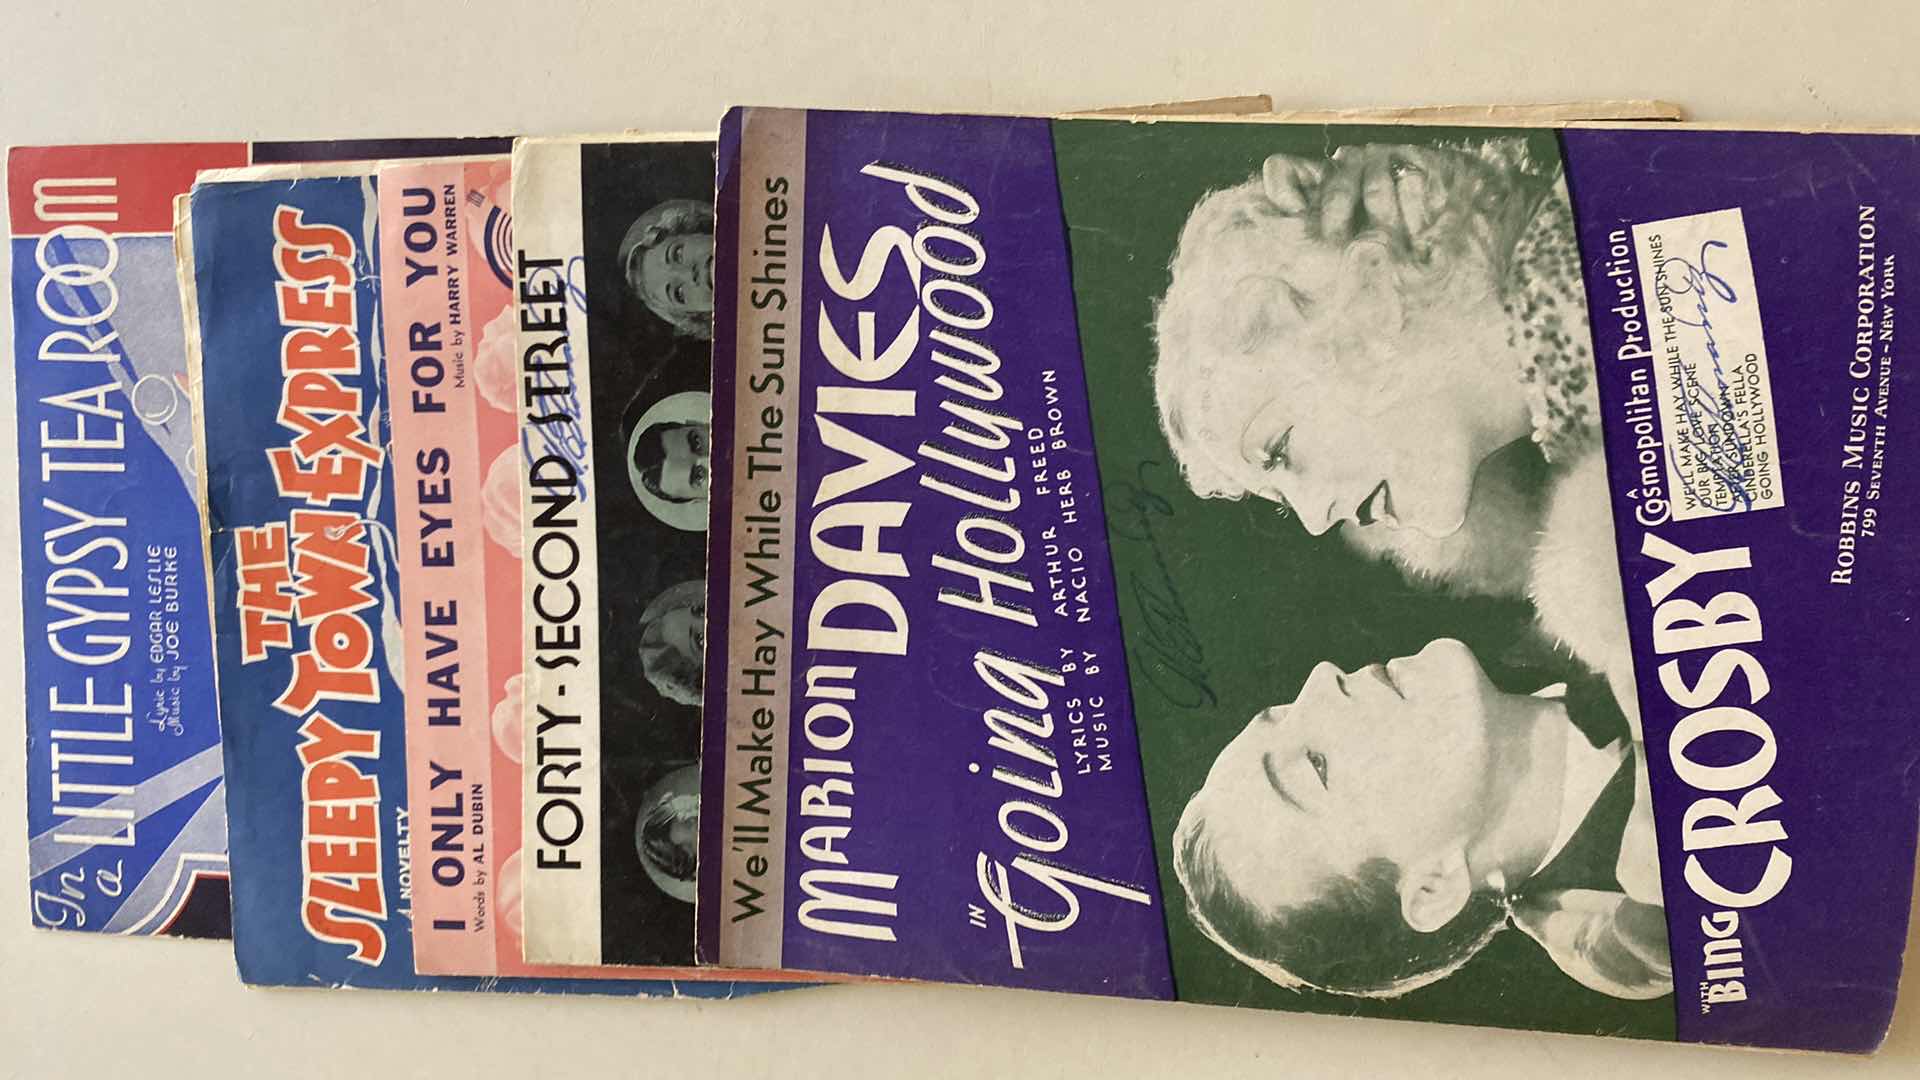 In a LITTLE GYPSY TEA ROOM
Lyric by EDGAR LESLIE
Music by JOE BURKE
THE
SLEEPY TOWN EXPRESS
A NOVELTY
I ONLY HAVE EYES FOR YOU
Words by AL DUBIN
Music by HARRY WARREN
FORTY-SECOND STREET
We'll Make Hay While The Sun Shines
MARION DAVIES
IN Going Hollywood
LYRICS BY ARTHUR FREED
MUSIC BY NACIO HERB BROWN
A Cosmopolitan Production
WE'LL MAKE HAY WHILE THE SUN SHINES
OUR BIG LOVE SCENE
TEMPTATION
AFTER SUNDOWN
CINDERELLA'S FELLA
GOING HOLLYWOOD
WITH BING CROSBY
ROBBINS MUSIC CORPORATION
799 SEVENTH AVENUE - NEW YORK